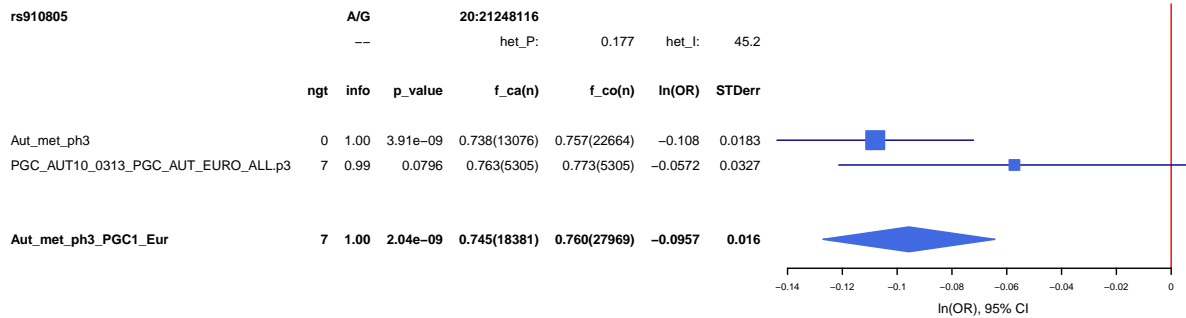 rs910805 A/G 20:21248116
−− het_P: 0.177 het_I: 45.2
ngt info p_value f_ca(n) f_co(n) ln(OR) STDerr
Aut_met_ph3 0 1.00 3.91e−09 0.738(13076) 0.757(22664) −0.108 0.0183
PGC_AUT10_0313_PGC_AUT_EURO_ALL.p3 7 0.99 0.0796 0.763(5305) 0.773(5305) −0.0572 0.0327
Aut_met_ph3_PGC1_Eur 7 1.00 2.04e−09 0.745(18381) 0.760(27969) −0.0957 0.016
−0.14 −0.12 −0.1 −0.08 −0.06 −0.04 −0.02 0
ln(OR), 95% CI